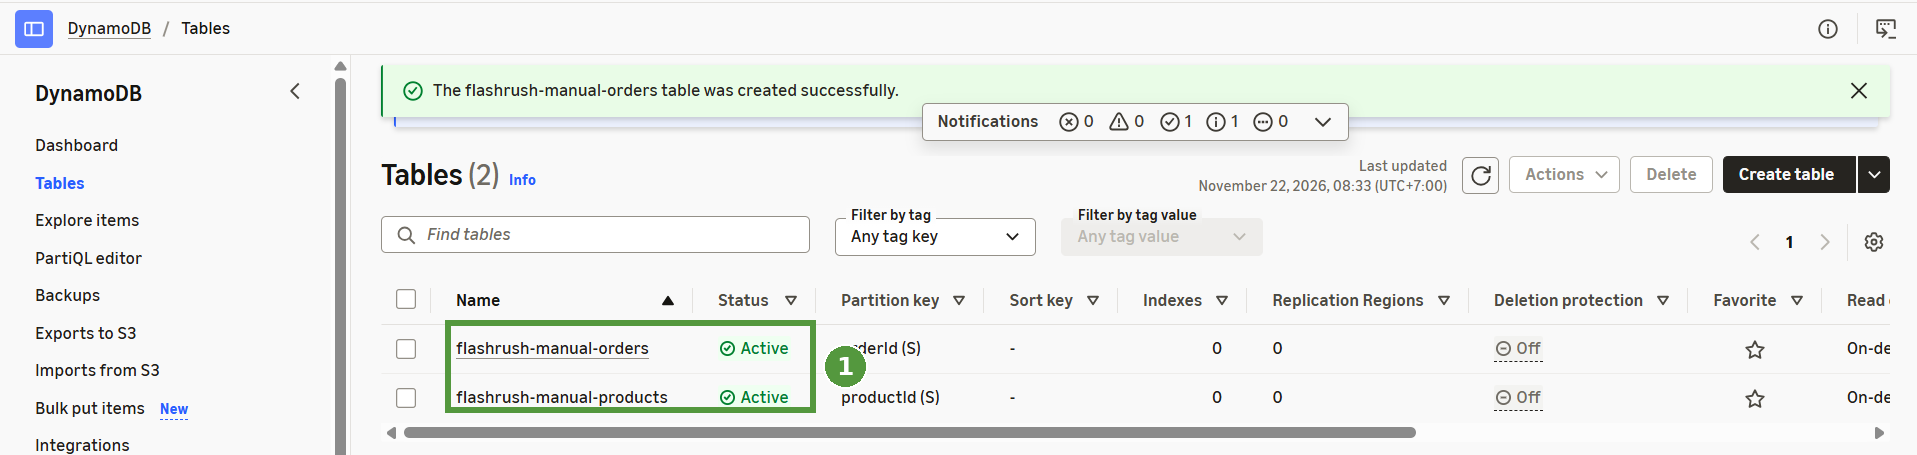 DynamoDB / Tables
DynamoDB
Dashboard
Tables
Explore items
PartiQL editor
Backups
Exports to S3
Imports from S3
Bulk put items New
Integrations
The flashrush-manual-orders table was created successfully.
Notifications 0 0 1 1 0
Tables (2) Info
Last updated
November 22, 2026, 08:33 (UTC+7:00)
Actions
Delete
Create table
Find tables
Filter by tag
Any tag key
Filter by tag value
Any tag value
1
Name Status Partition key Sort key Indexes Replication Regions Deletion protection Favorite Read
flashrush-manual-orders Active (S) - 0 0 Off On-de
1
flashrush-manual-products Active productId (S) - 0 0 Off On-de